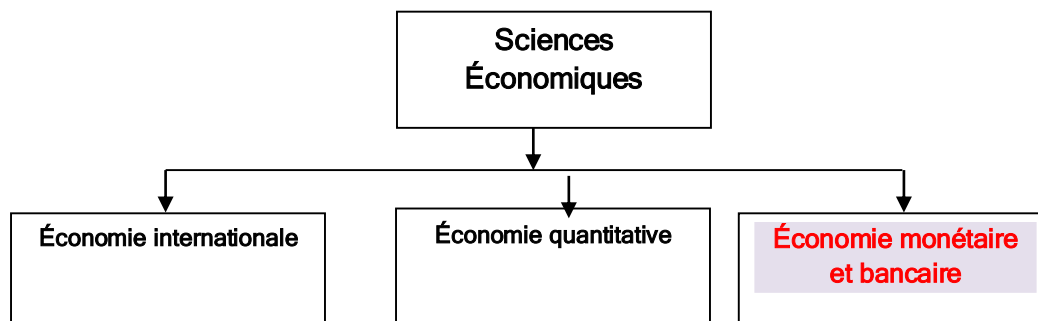 Sciences
Économiques
Économie internationale
Économie quantitative
Économie monétaire
et bancaire